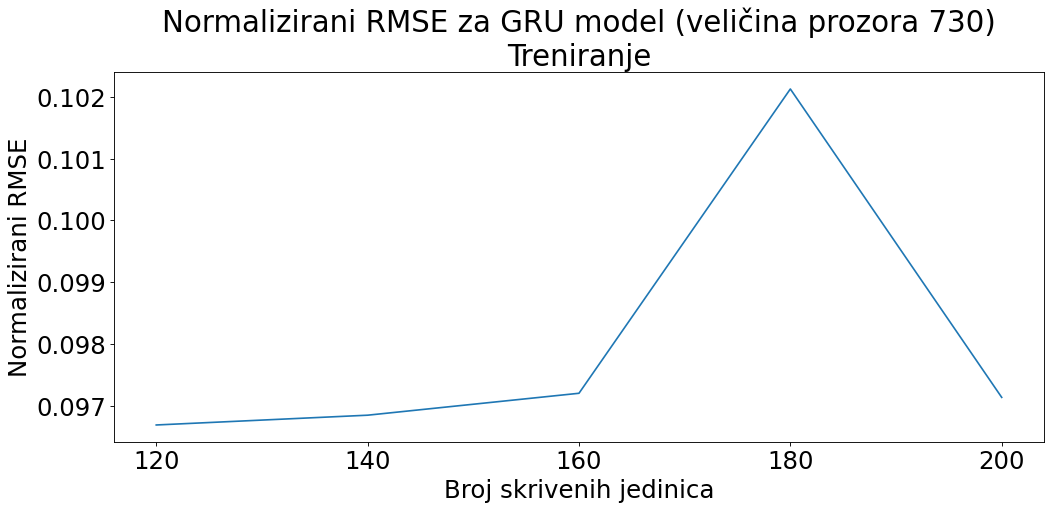 Normalizirani RMSE za GRU model (veličina prozora 730)
Treniranje
Normalizirani RMSE
0.102
0.101
0.100
0.099
0.098
0.097
120 140 160 180 200
Broj skrivenih jedinica